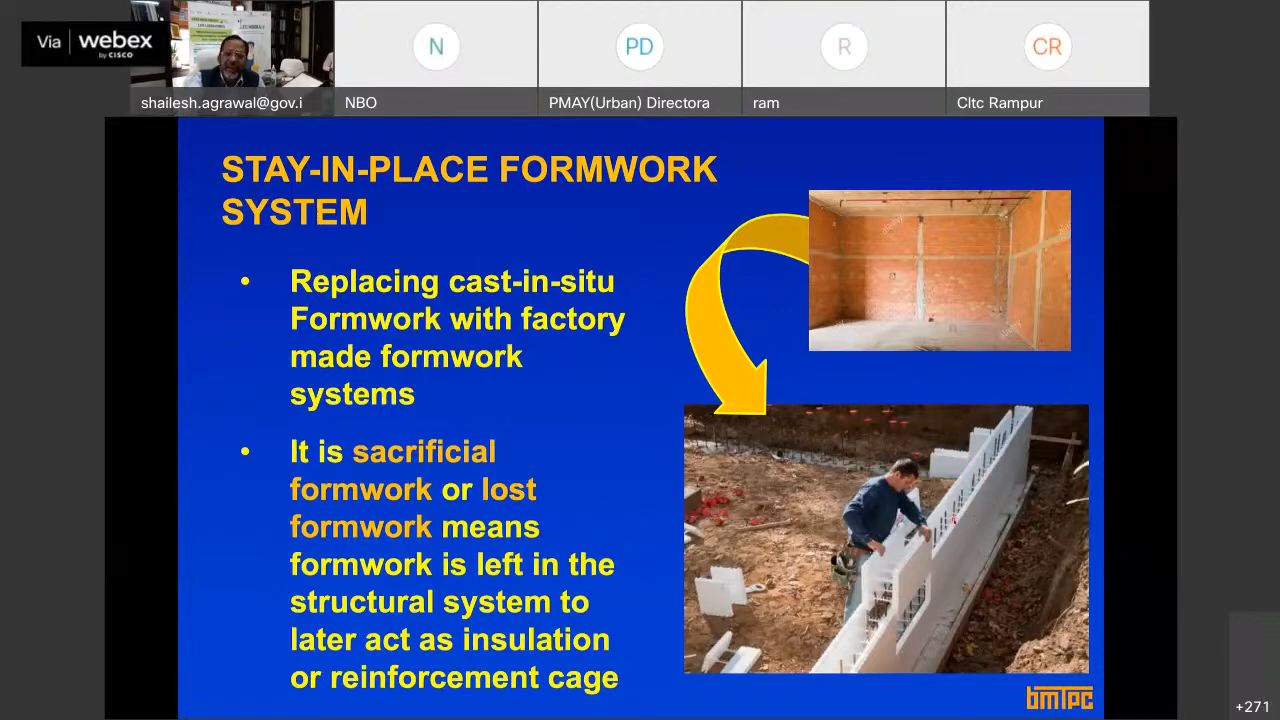 Via webex
by CISCO
shailesh.agrawal@gov.i
N
NBO
PD
PMAY(Urban) Directora
R
ram
CR
Cltc Rampur
STAY-IN-PLACE FORMWORK
SYSTEM
• Replacing cast-in-situ
Formwork with factory
made formwork
systems
• It is sacrificial
formwork or lost
formwork means
formwork is left in the
structural system to
later act as insulation
or reinforcement cage
bmTPC
+271